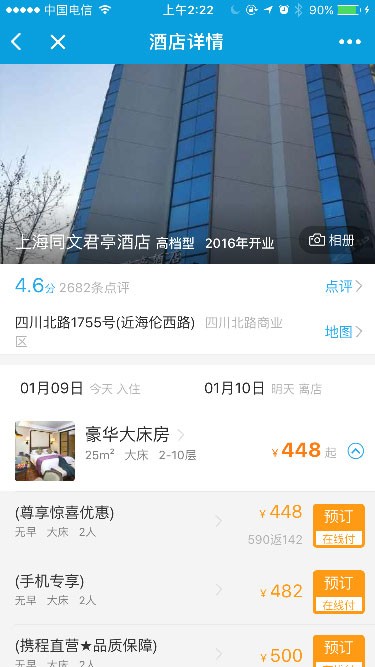 中国电信 上午2:22 90%
酒店详情
上海同文君亭酒店 高档型 2016年开业 相册
4.6分 2682条点评 点评
四川北路1755号(近海伦西路) 四川北路商业
区
地图
01月09日 今天 入住 01月10日 明天 离店
豪华大床房
25m² 大床 2-10层
¥448起
(尊享惊喜优惠) ¥448 预订
无早 大床 2人 590返142 在线付
(手机专享) ¥482 预订
无早 大床 2人 在线付
(携程直营★品质保障) ¥500 预订
无早 大床 2人 在线付